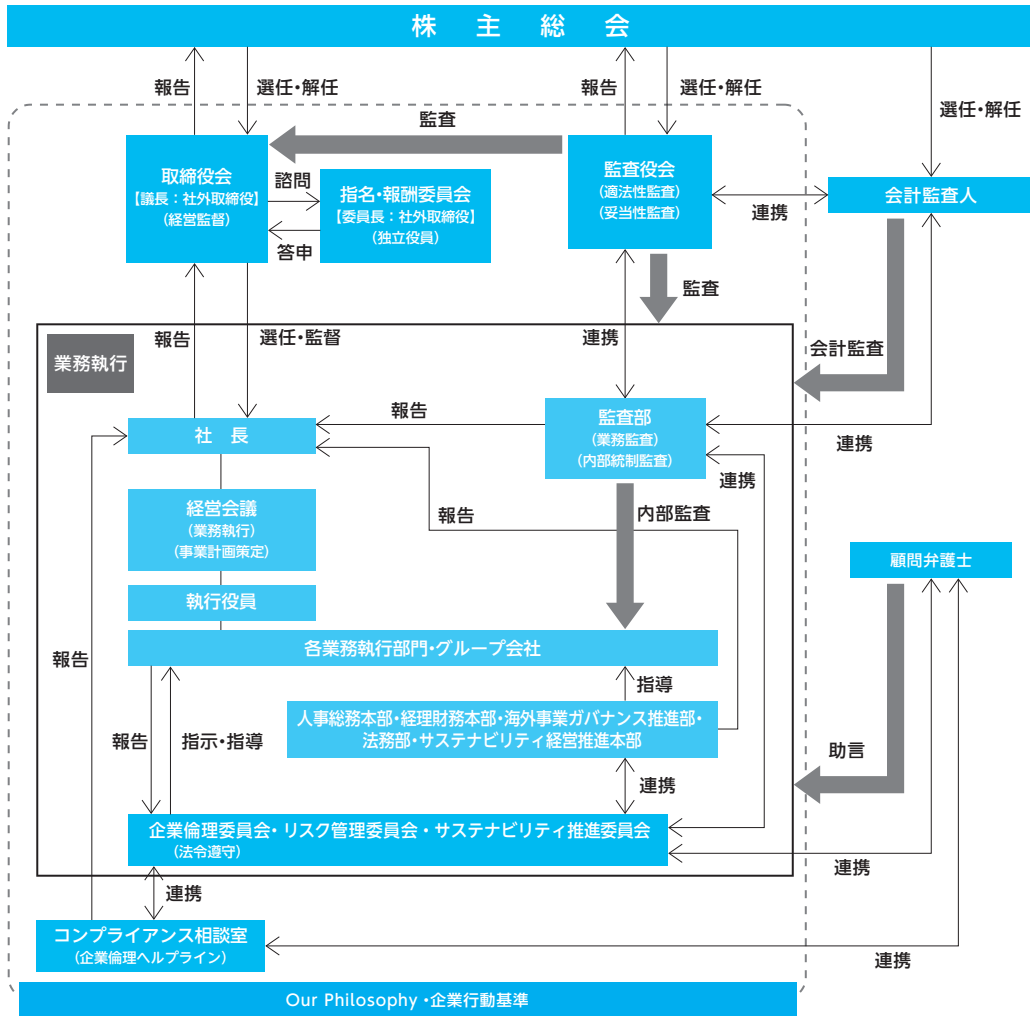 株主総会
報告
選任・解任
報告
選任・解任
選任・解任
監査
取締役会
【議長：社外取締役】
（経営監督）
諮問
答申
指名・報酬委員会
【委員長：社外取締役】
（独立役員）
監査役会
（適法性監査）
（妥当性監査）
連携
会計監査人
監査
報告
選任・監督
連携
会計監査
業務執行
社長
報告
監査部
（業務監査）
（内部統制監査）
連携
連携
経営会議
（業務執行）
（事業計画策定）
報告
内部監査
顧問弁護士
執行役員
各業務執行部門・グループ会社
報告
指導
人事総務本部・経理財務本部・海外事業ガバナンス推進部・
法務部・サステナビリティ経営推進本部
報告
指示・指導
助言
連携
企業倫理委員会・リスク管理委員会・サステナビリティ推進委員会
（法令遵守）
連携
連携
コンプライアンス相談室
（企業倫理ヘルプライン）
連携
Our Philosophy・企業行動基準